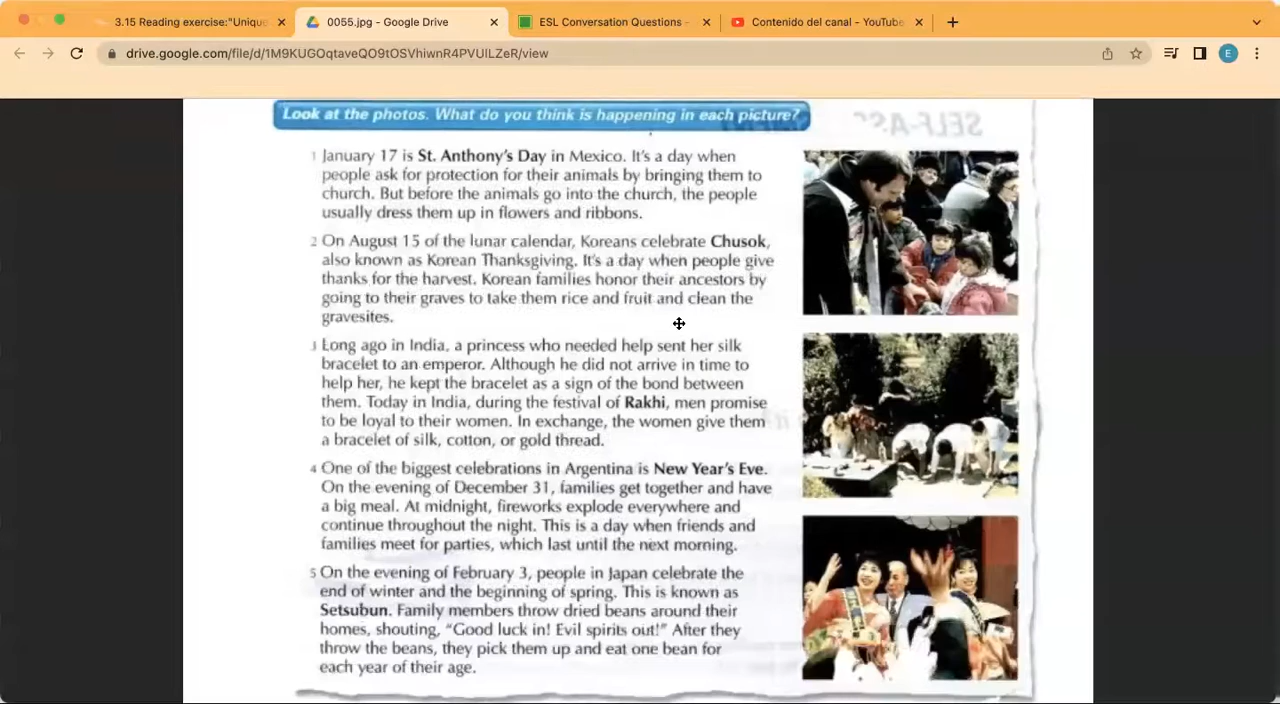 3.15 Reading exercise:"Unique
0055.jpg - Google Drive
ESL Conversation Questions -
Contenido del canal - YouTube
drive.google.com/file/d/1M9KUGOqtaveQO9tOSVhiwnR4PVUlLZeR/view
E
Look at the photos. What do you think is happening in each picture?
SELF-AS
1 January 17 is St. Anthony's Day in Mexico. It's a day when
people ask for protection for their animals by bringing them to
church. But before the animals go into the church, the people
usually dress them up in flowers and ribbons.
2 On August 15 of the lunar calendar, Koreans celebrate Chusok,
also known as Korean Thanksgiving. It's a day when people give
thanks for the harvest. Korean families honor their ancestors by
going to their graves to take them rice and fruit and clean the
gravesites.
3 Long ago in India, a princess who needed help sent her silk
bracelet to an emperor. Although he did not arrive in time to
help her, he kept the bracelet as a sign of the bond between
them. Today in India, during the festival of Rakhi, men promise
to be loyal to their women. In exchange, the women give them
a bracelet of silk, cotton, or gold thread.
4 One of the biggest celebrations in Argentina is New Year's Eve.
On the evening of December 31, families get together and have
a big meal. At midnight, fireworks explode everywhere and
continue throughout the night. This is a day when friends and
families meet for parties, which last until the next morning.
5 On the evening of February 3, people in Japan celebrate the
end of winter and the beginning of spring. This is known as
Setsubun. Family members throw dried beans around their
homes, shouting, "Good luck in! Evil spirits out!" After they
throw the beans, they pick them up and eat one bean for
each year of their age.